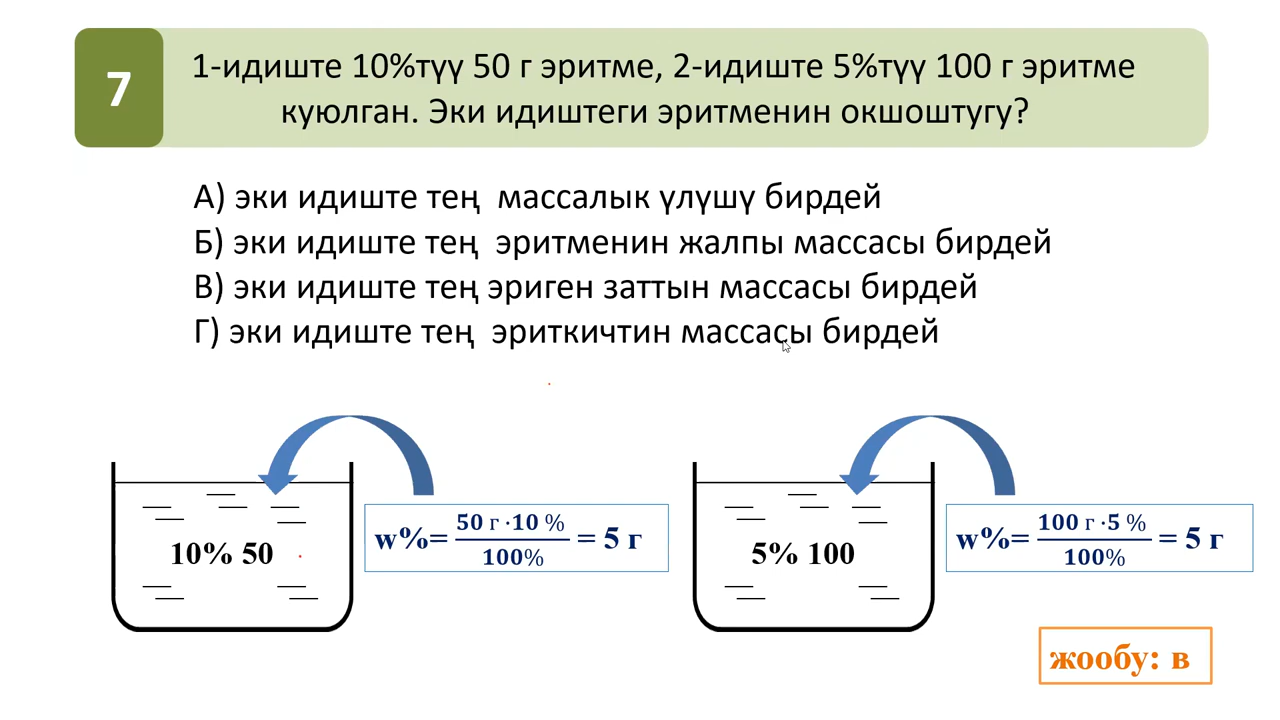 7
1-идиште 10%түү 50 г эритме, 2-идиште 5%түү 100 г эритме
куюлган. Эки идиштеги эритменин окшоштугу?
А) эки идиште тең массалык үлүшү бирдей
Б) эки идиште тең эритменин жалпы массасы бирдей
В) эки идиште тең эриген заттын массасы бирдей
Г) эки идиште тең эриткичтин массасы бирдей
10% 50
w%= 50 г ·10 % / 100% = 5 г
5% 100
w%= 100 г ·5 % / 100% = 5 г
жообу: в